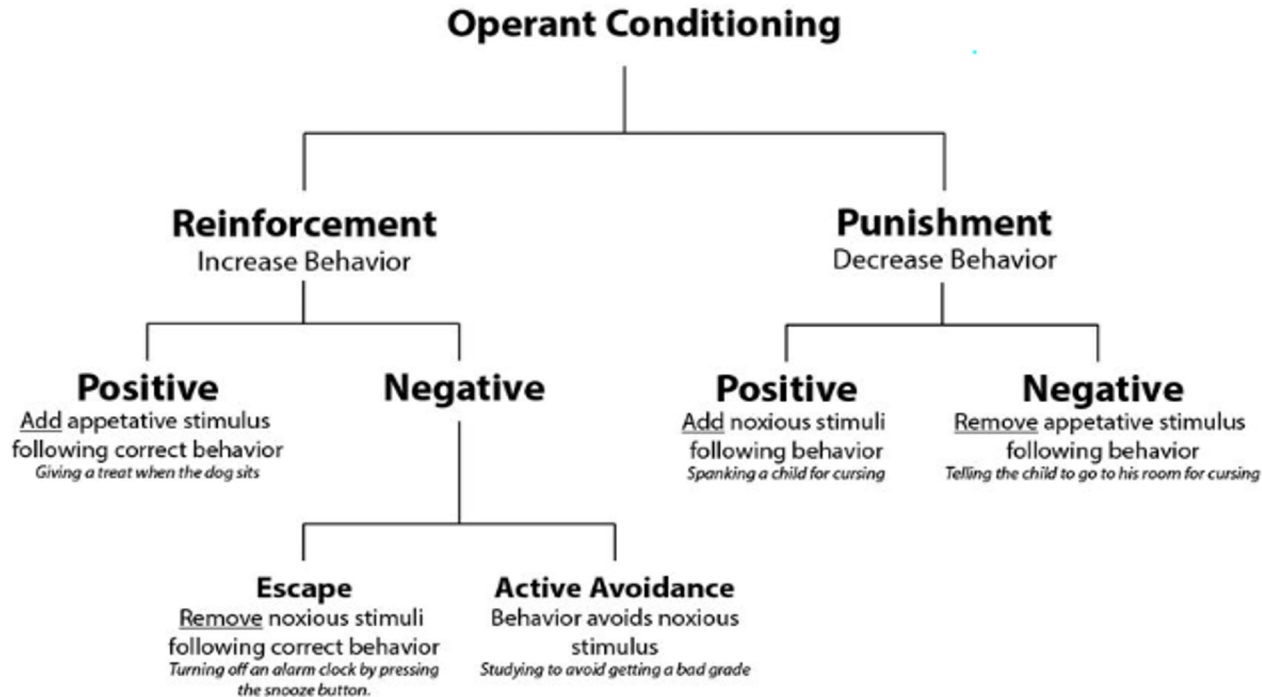 Operant Conditioning
Reinforcement
Increase Behavior
Punishment
Decrease Behavior
Positive
Add appetative stimulus
following correct behavior
Giving a treat when the dog sits
Negative
Positive
Add noxious stimuli
following behavior
Spanking a child for cursing
Negative
Remove appetative stimulus
following behavior
Telling the child to go to his room for cursing
Escape
Remove noxious stimuli
following correct behavior
Turning off an alarm clock by pressing
the snooze button.
Active Avoidance
Behavior avoids noxious
stimulus
Studying to avoid getting a bad grade